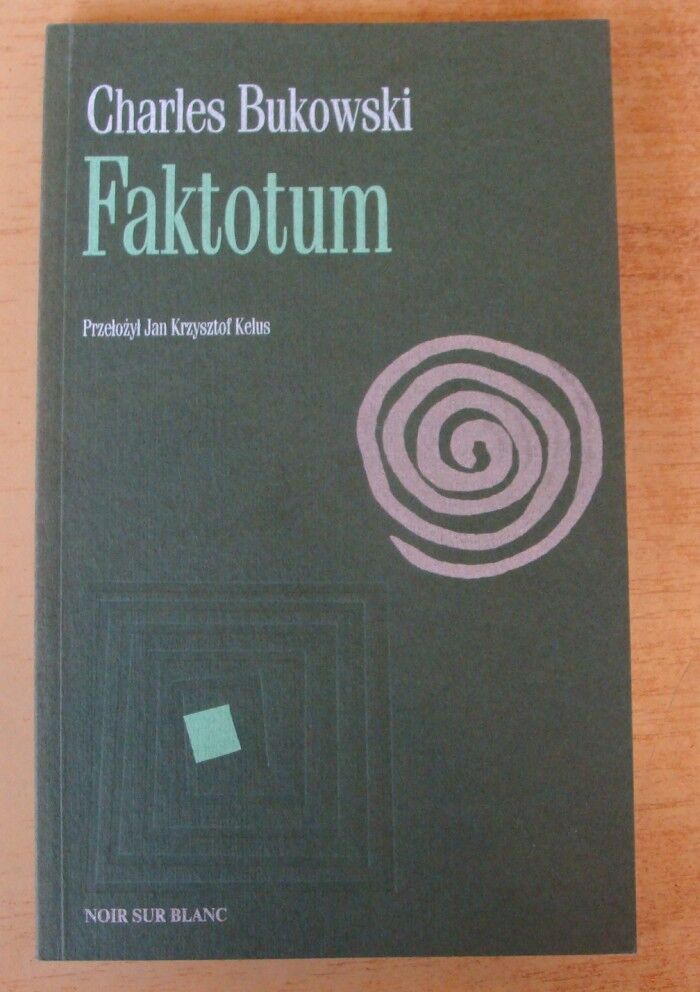 Charles Bukowski
Faktotum
Przełożył Jan Krzysztof Kelus
NOIR SUR BLANC